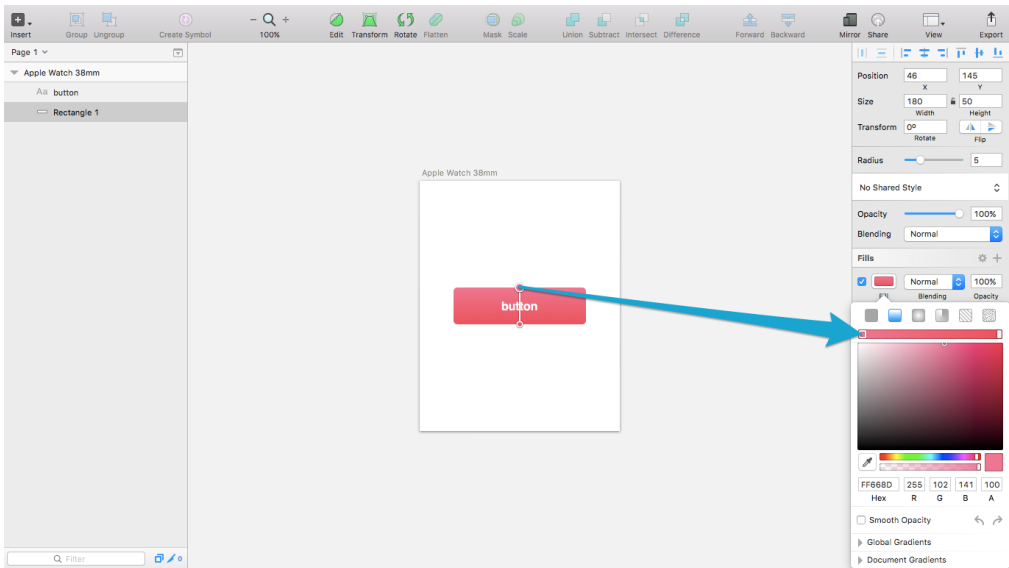 Insert Group Ungroup Create Symbol 100% Edit Transform Rotate Flatten Mask Scale Union Subtract Intersect Difference Forward Backward Mirror Share View Export
Page 1
Apple Watch 38mm
Aa button
Rectangle 1
Filter 0
Apple Watch 38mm
button
Position 46 145
X Y
Size 180 50
Width Height
Transform 0º
Rotate Flip
Radius 5
No Shared Style
Opacity 100%
Blending Normal
Fills
Normal 100%
Fill Blending Opacity
FF668D 255 102 141 100
Hex R G B A
Smooth Opacity
Global Gradients
Document Gradients